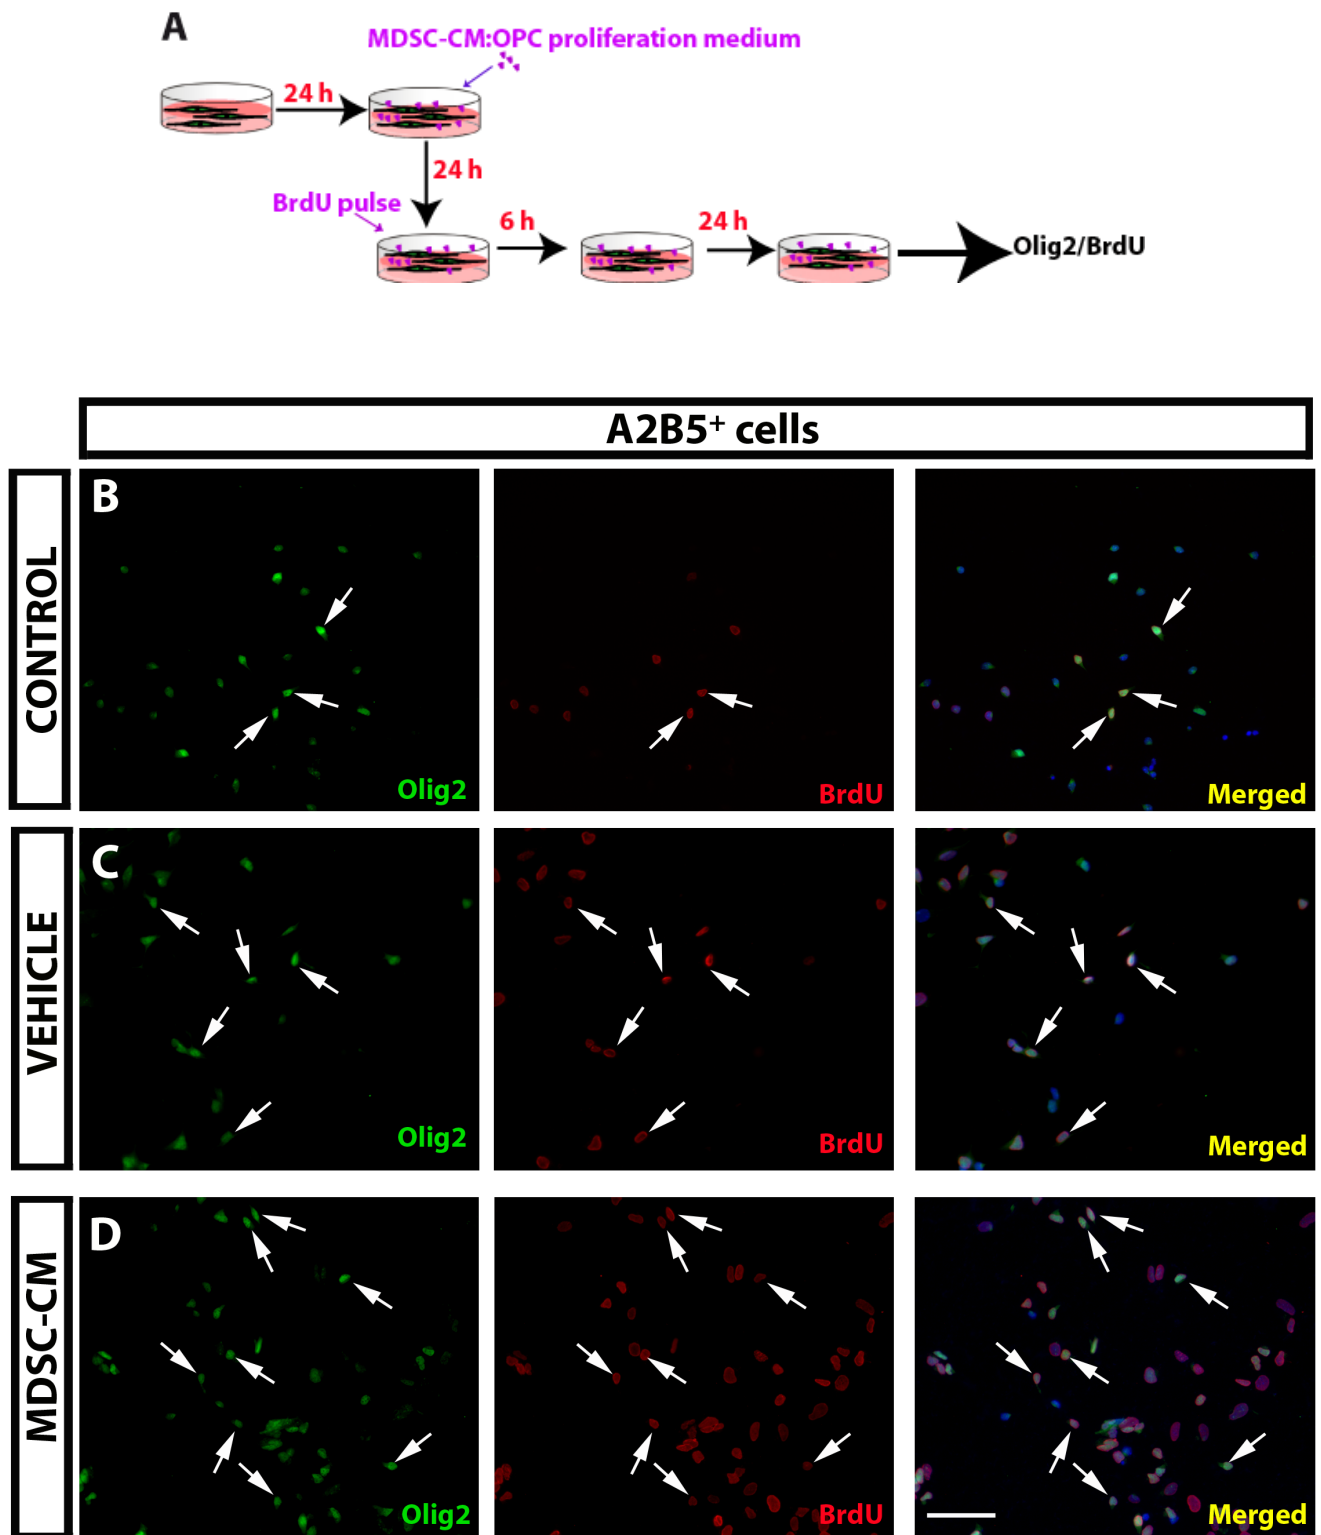 A
MDSC-CM:OPC proliferation medium
24 h
24 h
BrdU pulse
6 h
24 h
Olig2/BrdU
A2B5⁺ cells
CONTROL
B
Olig2
BrdU
Merged
VEHICLE
C
Olig2
BrdU
Merged
MDSC-CM
D
Olig2
BrdU
Merged